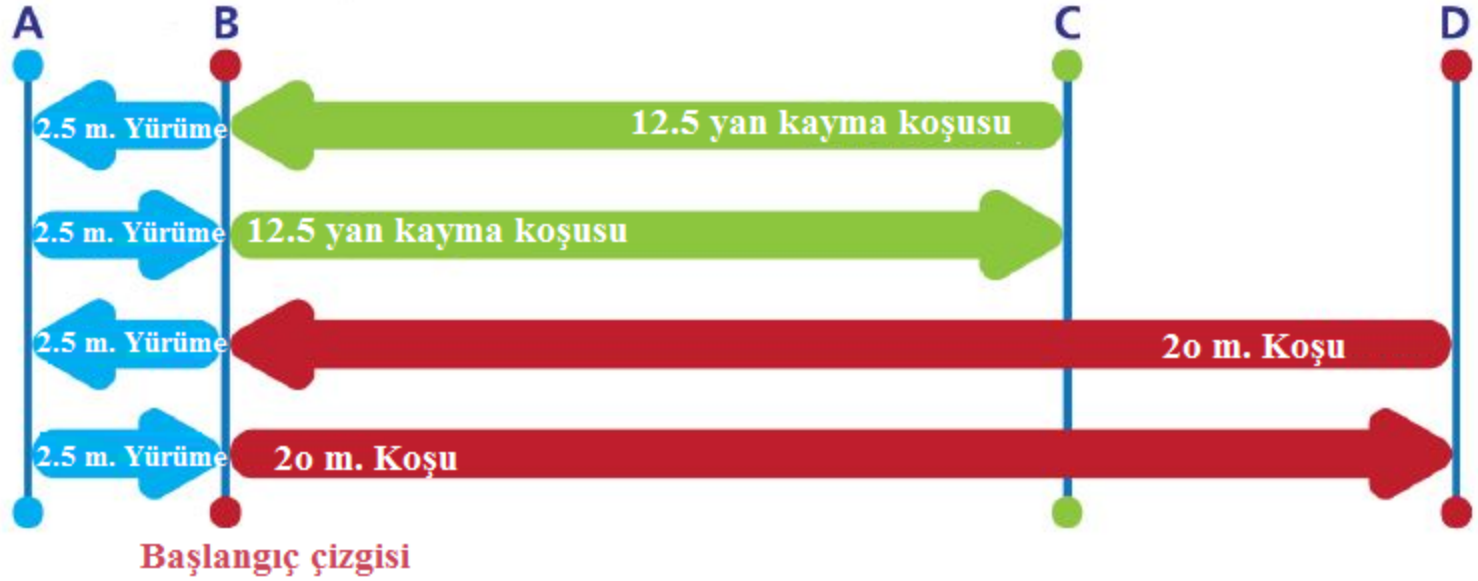 A B C D
2.5 m. Yürüme 12.5 yan kayma koşusu
2.5 m. Yürüme 12.5 yan kayma koşusu
2.5 m. Yürüme 2o m. Koşu
2.5 m. Yürüme 2o m. Koşu
Başlangıç çizgisi